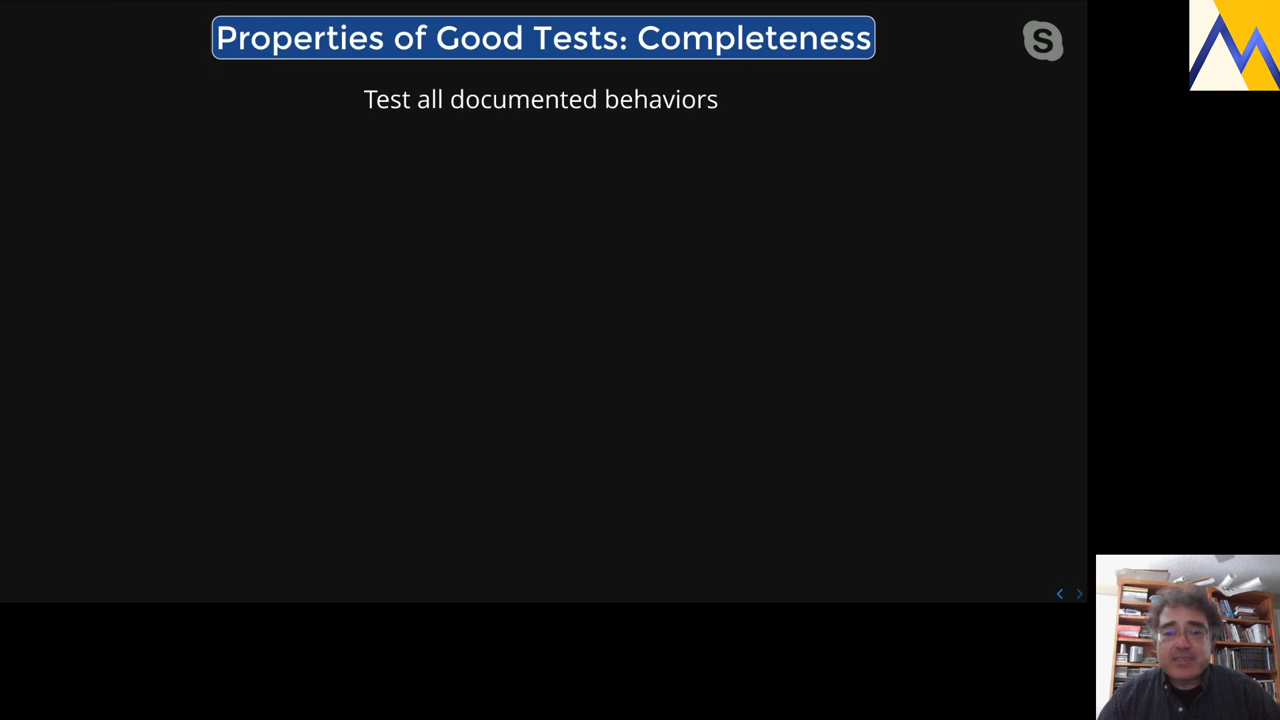 Properties of Good Tests: Completeness
S
Test all documented behaviors